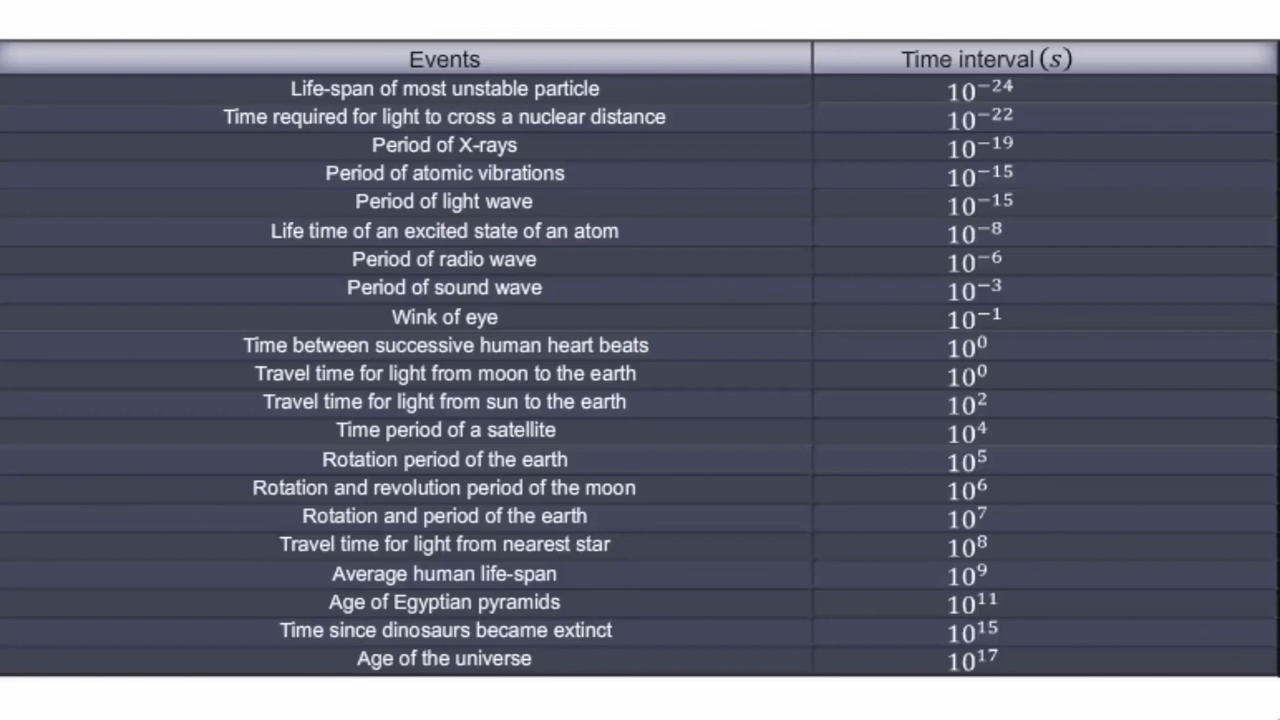 Events Time interval (s)
Life-span of most unstable particle 10⁻²⁴
Time required for light to cross a nuclear distance 10⁻²²
Period of X-rays 10⁻¹⁹
Period of atomic vibrations 10⁻¹⁵
Period of light wave 10⁻¹⁵
Life time of an excited state of an atom 10⁻⁸
Period of radio wave 10⁻⁶
Period of sound wave 10⁻³
Wink of eye 10⁻¹
Time between successive human heart beats 10⁰
Travel time for light from moon to the earth 10⁰
Travel time for light from sun to the earth 10²
Time period of a satellite 10⁴
Rotation period of the earth 10⁵
Rotation and revolution period of the moon 10⁶
Rotation and period of the earth 10⁷
Travel time for light from nearest star 10⁸
Average human life-span 10⁹
Age of Egyptian pyramids 10¹¹
Time since dinosaurs became extinct 10¹⁵
Age of the universe 10¹⁷